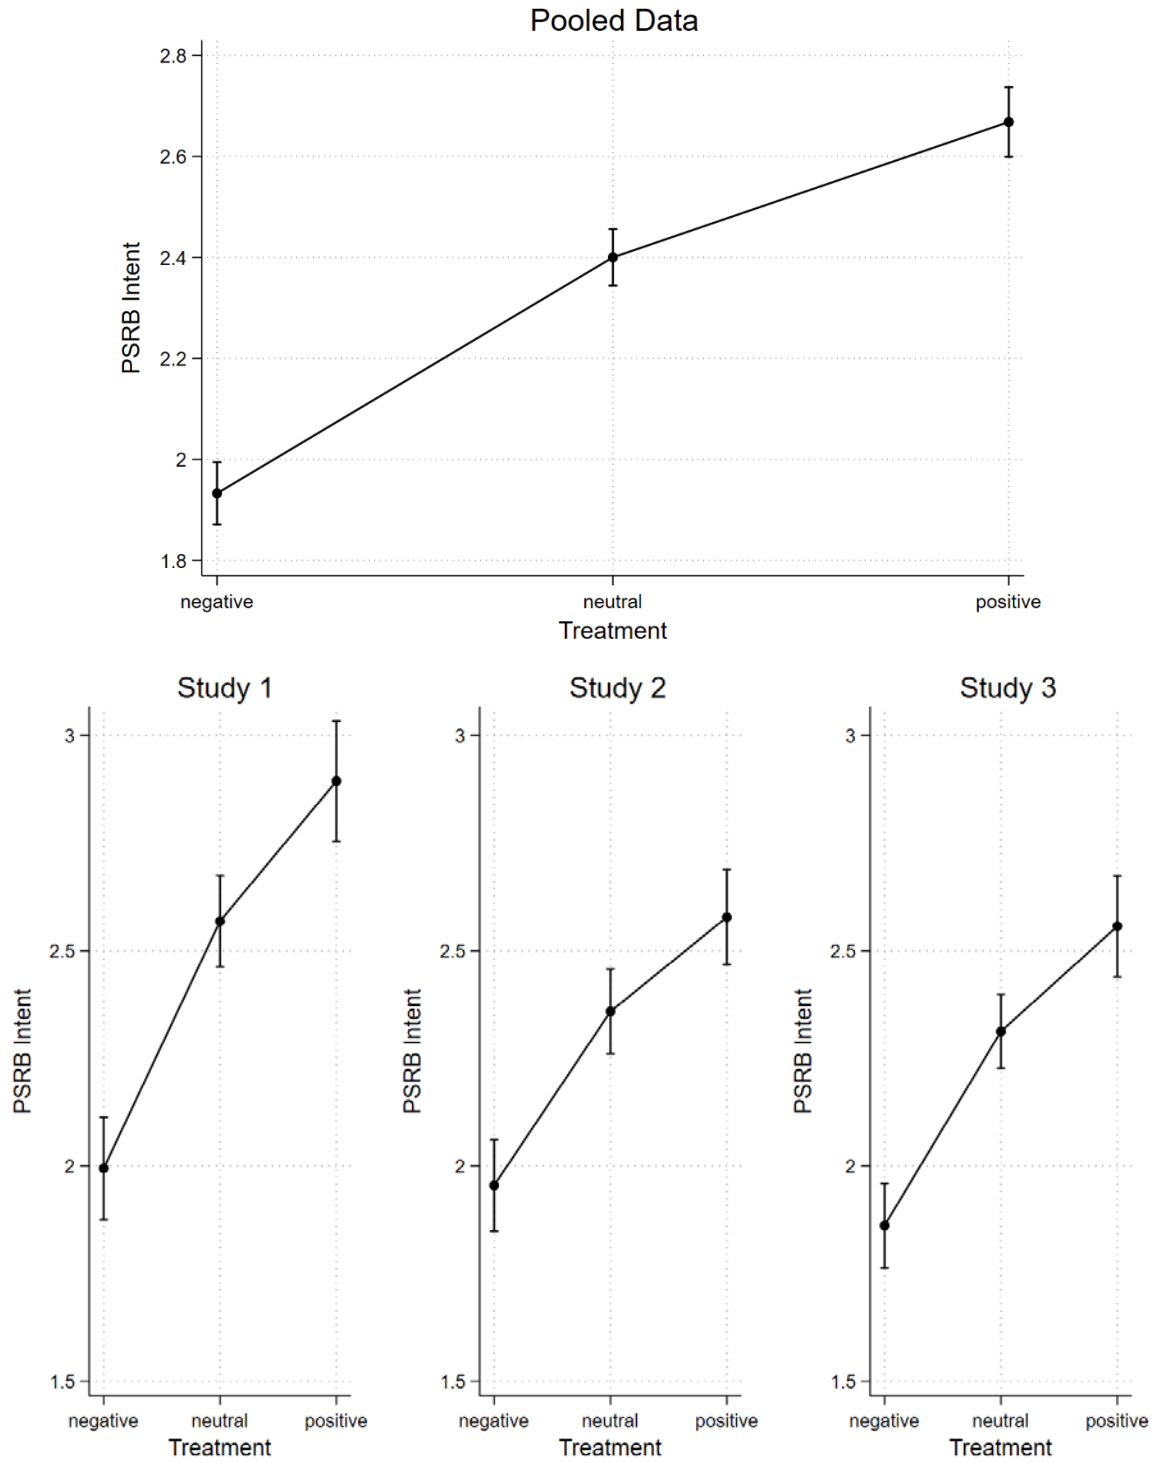 Pooled Data
2.8
2.6
2.4
2.2
2
1.8
PSRB Intent
negative neutral positive
Treatment
Study 1
3
2.5
2
1.5
PSRB Intent
negative neutral positive
Treatment
Study 2
3
2.5
2
1.5
PSRB Intent
negative neutral positive
Treatment
Study 3
3
2.5
2
1.5
PSRB Intent
negative neutral positive
Treatment